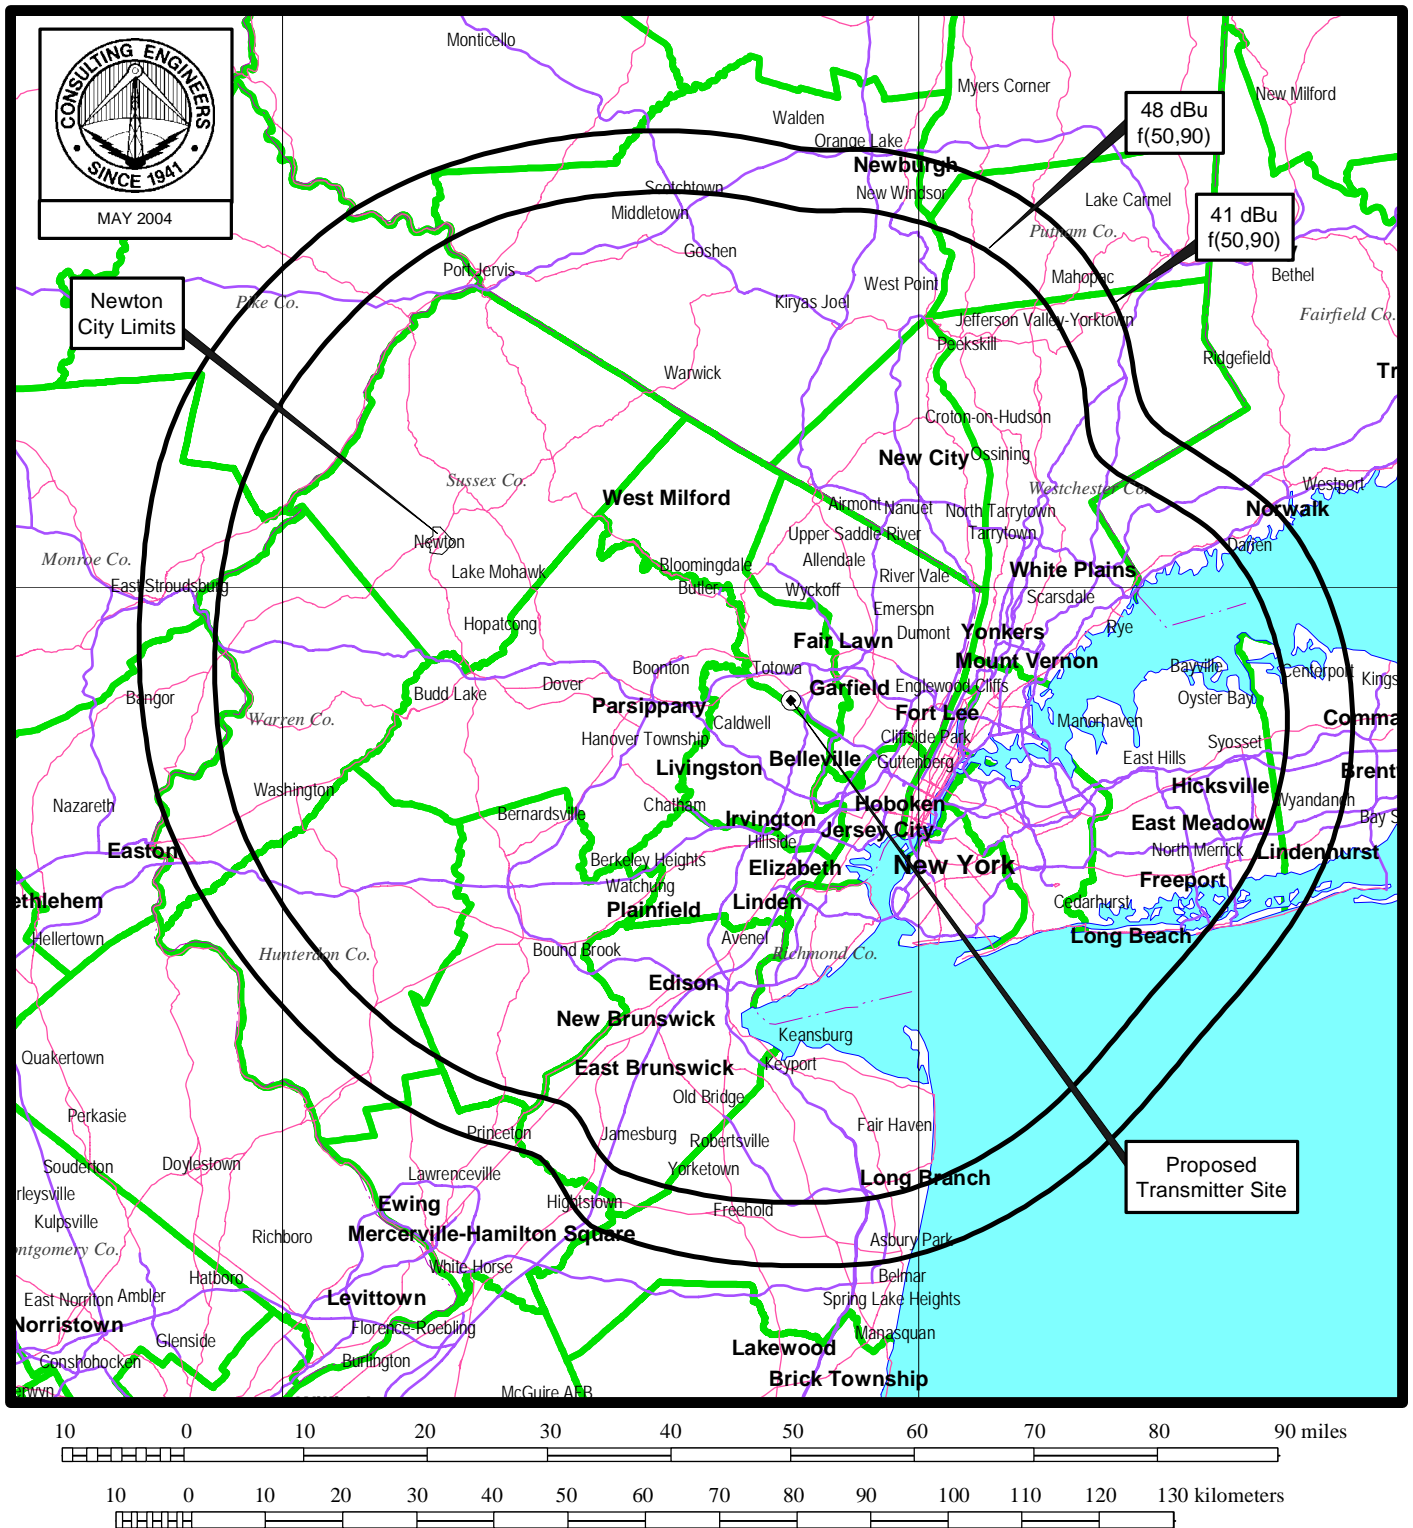 Monticello
CONSULTING ENGINEERS
• SINCE 1941 •
MAY 2004
Myers Corner
New Milford
48 dBu
f(50,90)
Walden
Orange Lake
Newburgh
Scotchtown
New Windsor
Lake Carmel
Middletown
41 dBu
f(50,90)
Putnam Co.
Goshen
Port Jervis
Mahopac
Bethel
West Point
Newton
City Limits
Pike Co.
Kiryas Joel
Jefferson Valley-Yorktown
Fairfield Co.
Peekskill
Ridgefield
Warwick
Tr
Croton-on-Hudson
New City
Ossining
Sussex Co.
Westchester Co.
Westport
West Milford
Airmont
Nanuet
North Tarrytown
Norwalk
Upper Saddle River
Tarrytown
Newton
Darien
Monroe Co.
Allendale
Lake Mohawk
Bloomingdale
River Vale
White Plains
East Stroudsburg
Butler
Wyckoff
Scarsdale
Emerson
Hopatcong
Dumont
Yonkers
Rye
Fair Lawn
Mount Vernon
Boonton
Totowa
Bayville
Centerport
Kings
Budd Lake
Dover
Garfield
Englewood Cliffs
Bangor
Oyster Bay
Parsippany
Fort Lee
Warren Co.
Caldwell
Manorhaven
Comma
Hanover Township
Cliffside Park
Syosset
Livingston
Belleville
Guttenberg
East Hills
Brent
Washington
Hicksville
Nazareth
Chatham
Hoboken
Wyandanch
Bernardsville
Irvington
Jersey City
East Meadow
Bay S
Hillside
Easton
Berkeley Heights
Elizabeth
New York
North Merrick
Lindenhurst
Watchung
Freeport
ethlehem
Plainfield
Linden
Cedarhurst
Hellertown
Avenel
Long Beach
Hunterdon Co.
Bound Brook
Richmond Co.
Edison
New Brunswick
Keansburg
Quakertown
East Brunswick
Keyport
Old Bridge
Perkasie
Fair Haven
Princeton
Jamesburg
Robertsville
Souderton
Doylestown
Lawrenceville
Yorketown
Long Branch
Proposed
Transmitter Site
rleysville
Ewing
Hightstown
Freehold
Kulpsville
Richboro
Mercerville-Hamilton Square
Asbury Park
ontgomery Co.
White Horse
Belmar
Hatboro
East Norriton
Ambler
Levittown
Spring Lake Heights
Norristown
Florence-Roebling
Manasquan
Glenside
Lakewood
Conshohocken
Burlington
Brick Township
erwyn
McGuire AFB
10 0 10 20 30 40 50 60 70 80 90 miles
10 0 10 20 30 40 50 60 70 80 90 100 110 120 130 kilometers